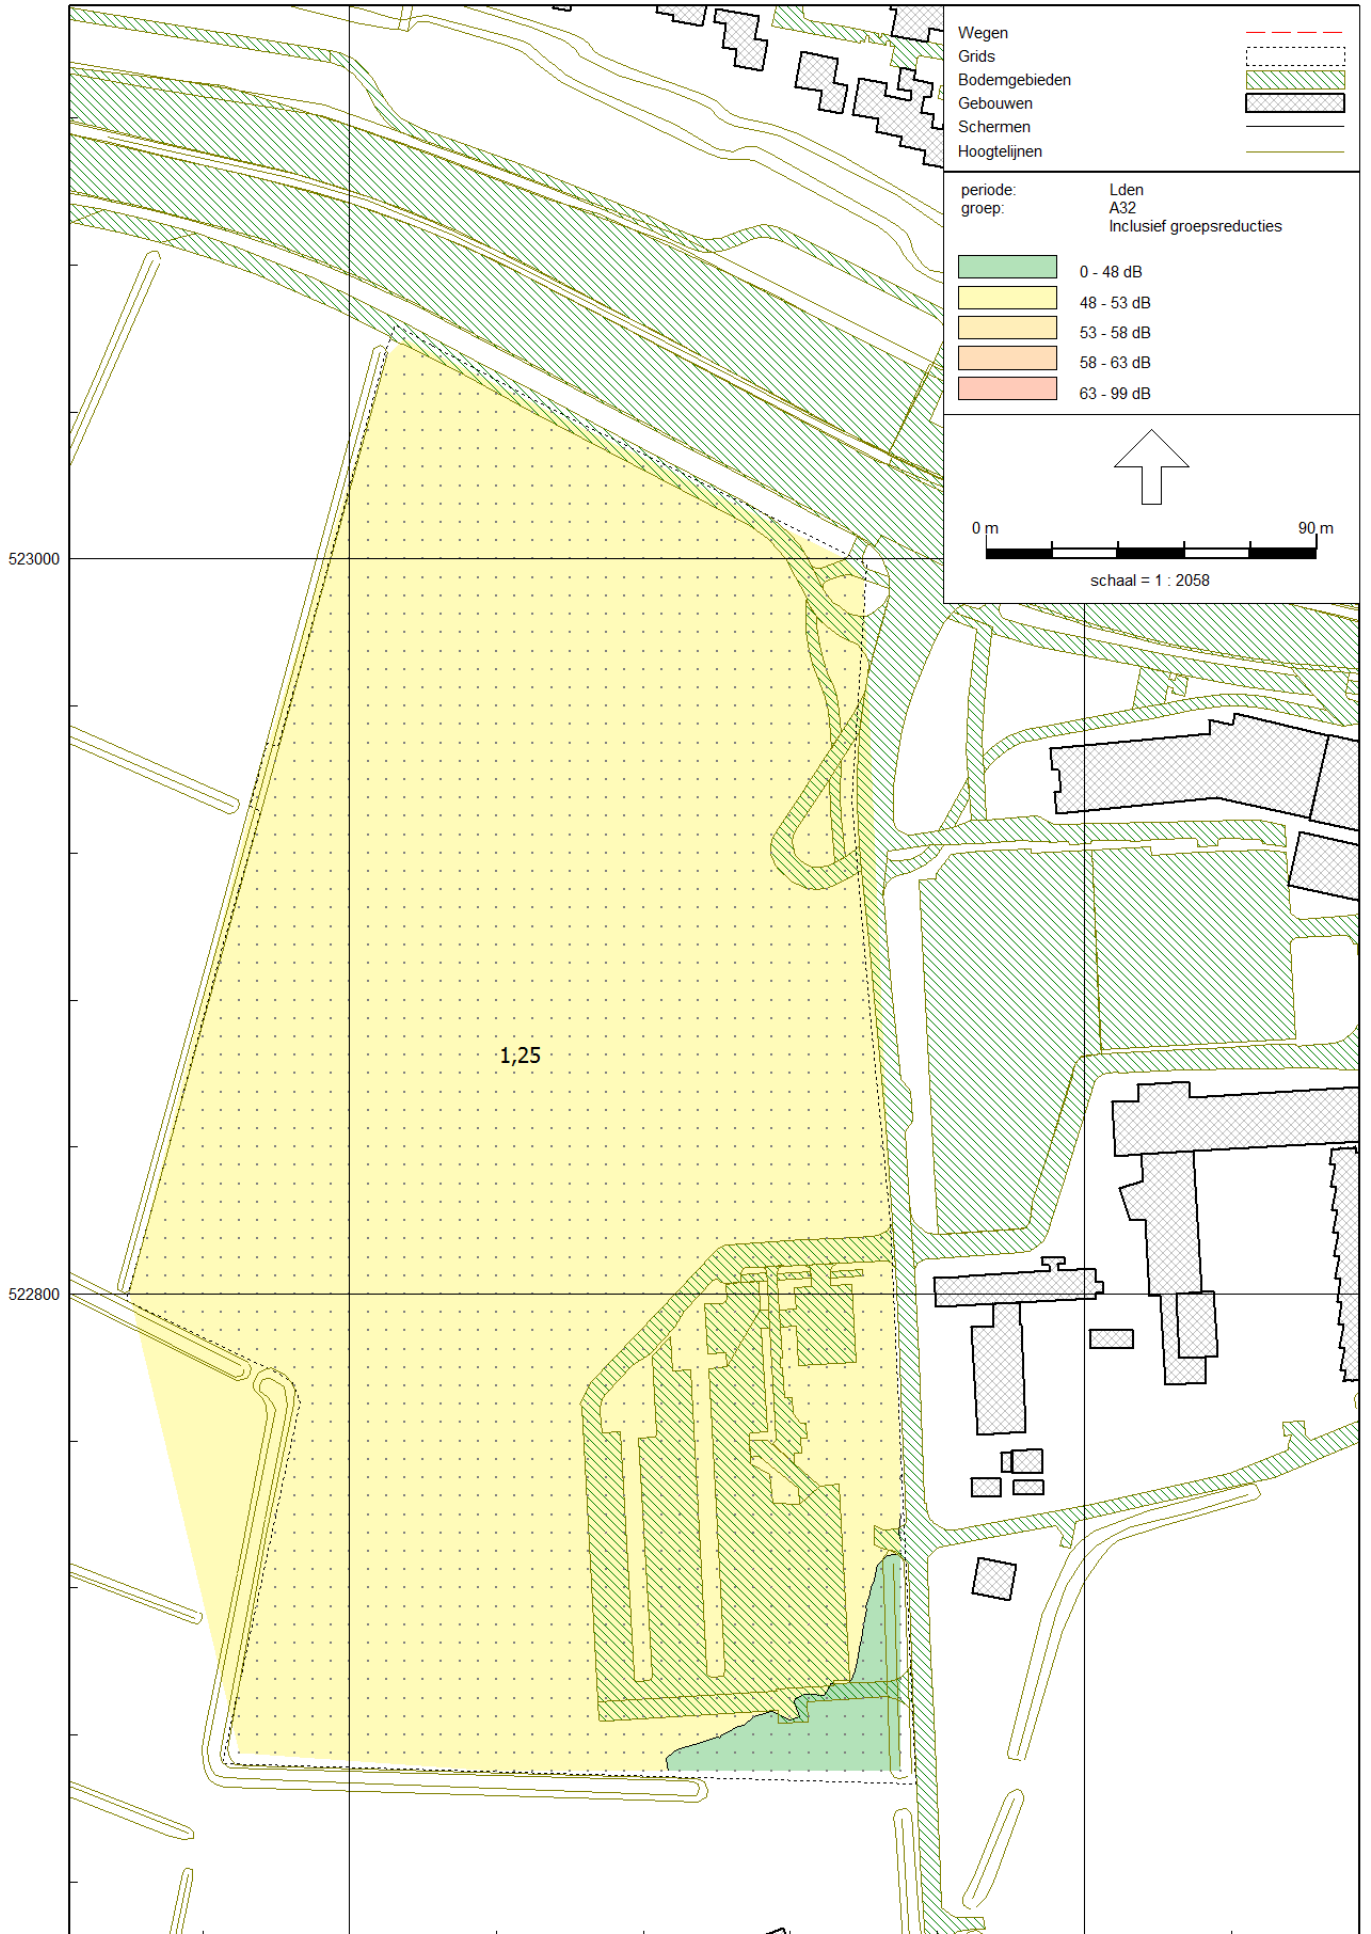 Wegen
Grids
Bodemgebieden
Gebouwen
Schermen
Hoogtelijnen
periode: Lden
groep: A32
Inclusief groepsreducties
0 - 48 dB
48 - 53 dB
53 - 58 dB
58 - 63 dB
63 - 99 dB
0 m 90 m
schaal = 1 : 2058
523000
1,25
522800